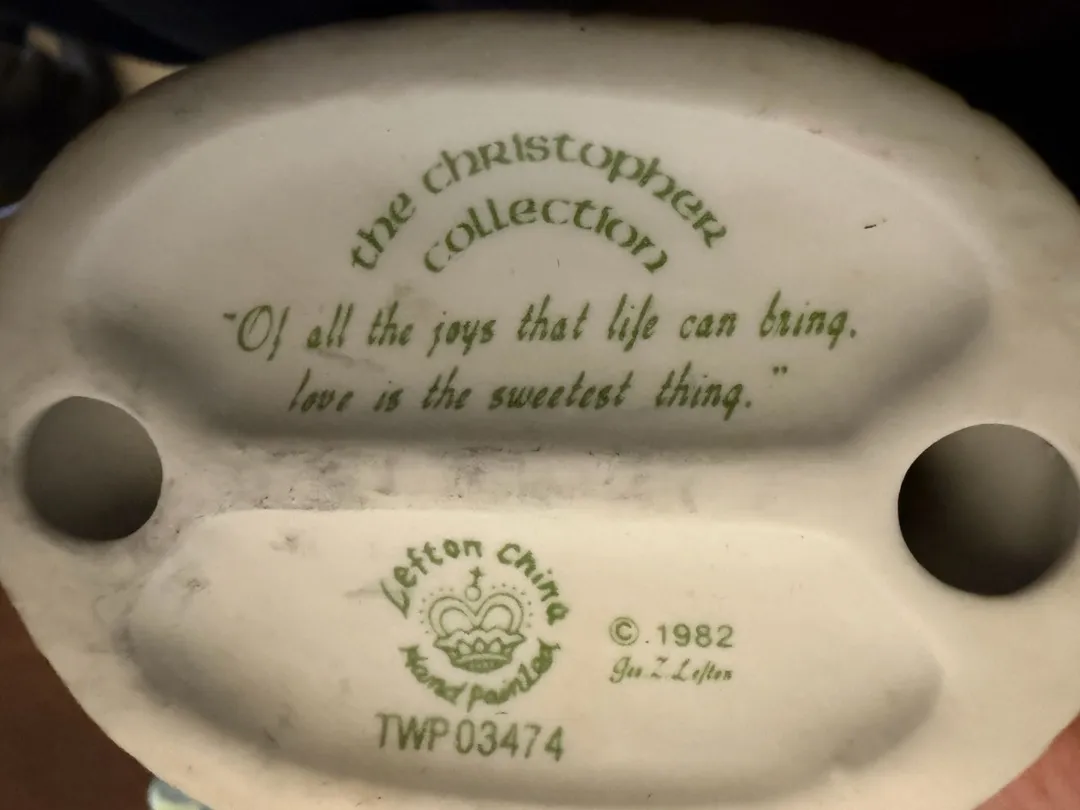 the christopher
collection
"Of all the joys that life can bring.
love is the sweetest thing."
Lefton China
Hand painted
© .1982
Geo. Z. Lefton
TWP 03474